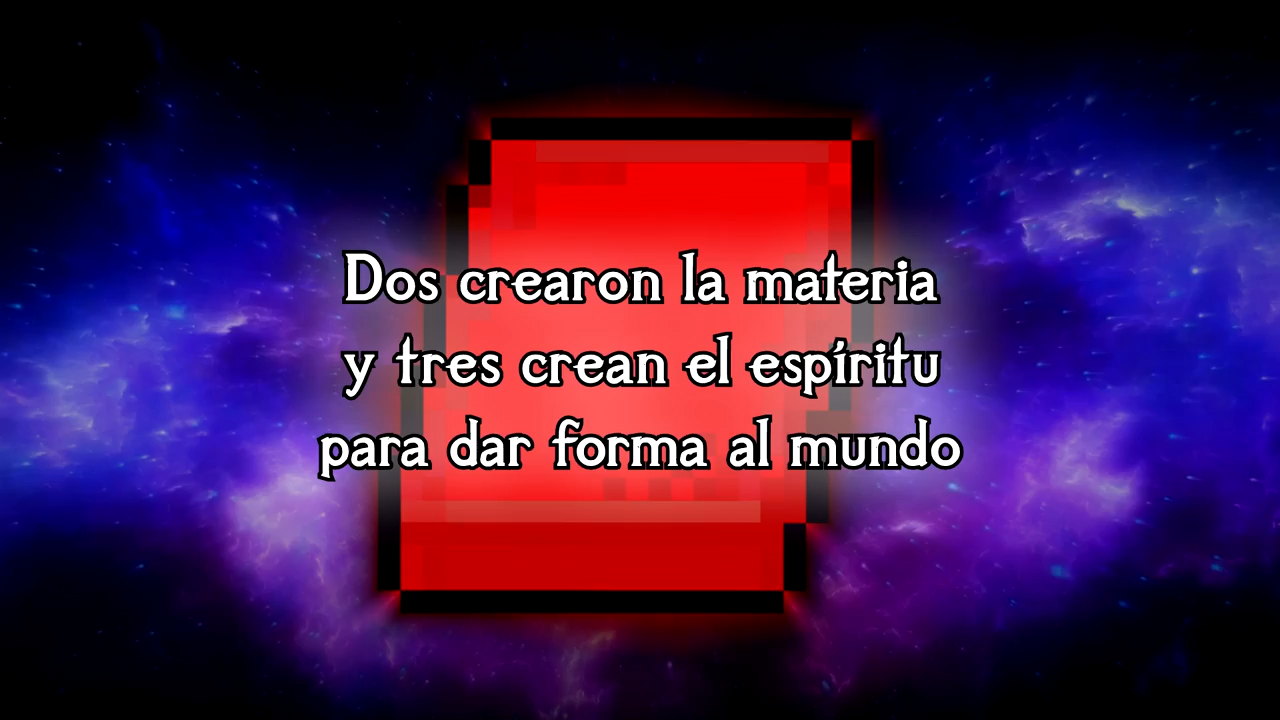 Dos crearon la materia
y tres crean el espíritu
para dar forma al mundo